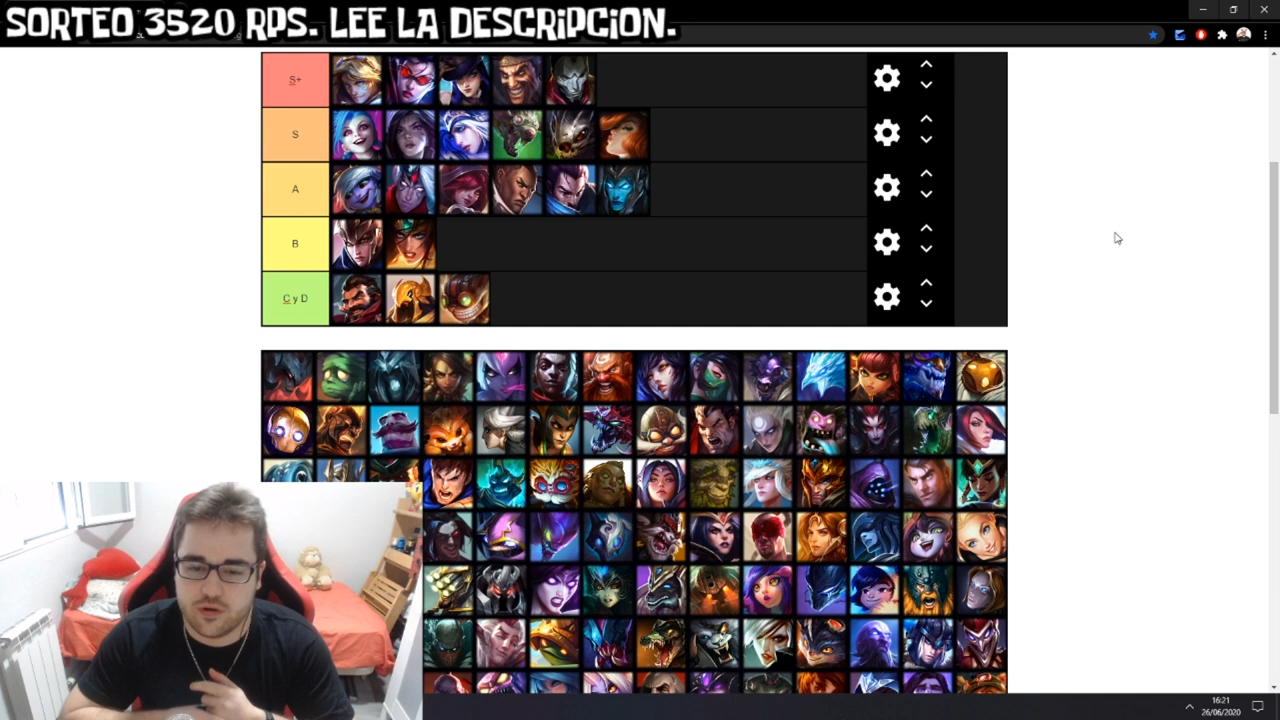 SORTEO 3520 RPS. LEE LA DESCRIPCION.
S+
S
A
B
C y D
16:21
26/06/2020